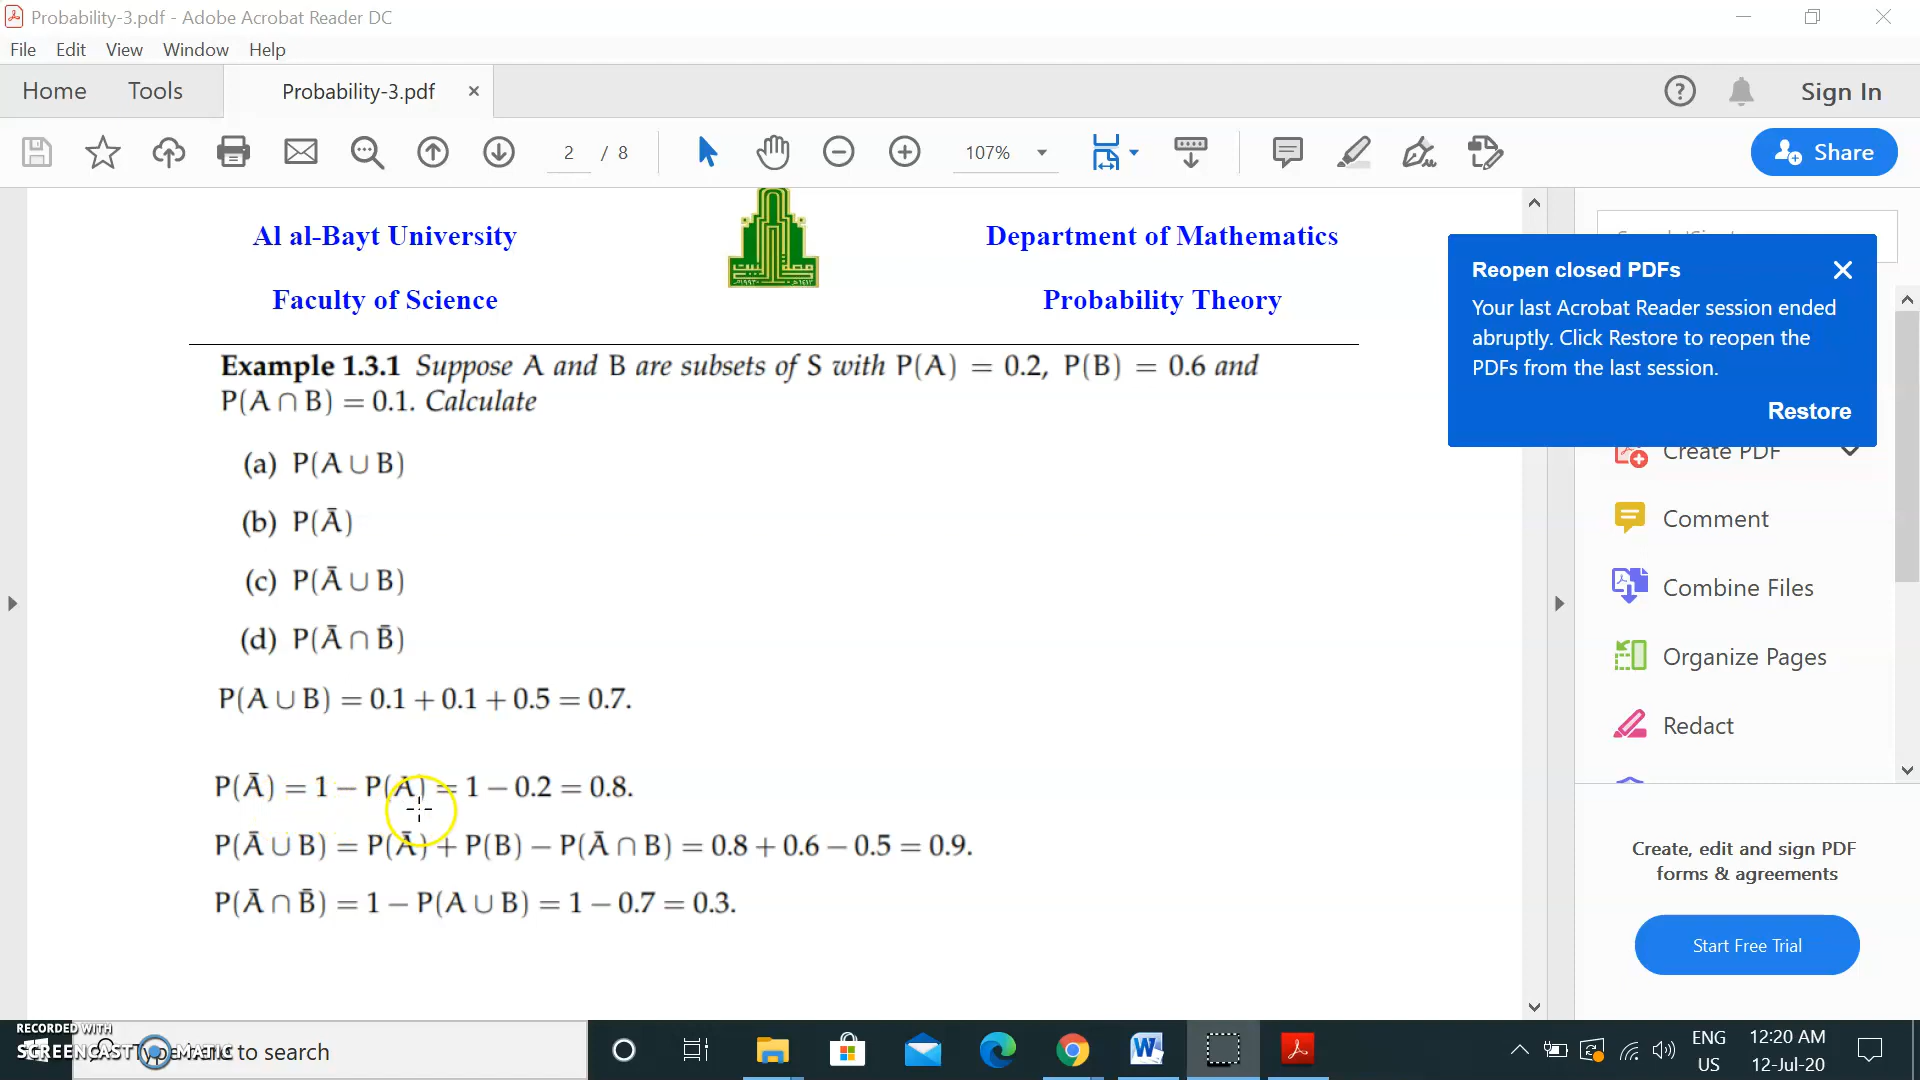 Probability-3.pdf - Adobe Acrobat Reader DC
File Edit View Window Help
Home Tools Probability-3.pdf × Sign In
2 / 8 107% Share
Al al-Bayt University Department of Mathematics
Faculty of Science Probability Theory
Example 1.3.1 Suppose A and B are subsets of S with P(A) = 0.2, P(B) = 0.6 and
P(A ∩ B) = 0.1. Calculate
(a) P(A ∪ B)
(b) P(Ā)
(c) P(Ā ∪ B)
(d) P(Ā ∩ B̄)
P(A ∪ B) = 0.1 + 0.1 + 0.5 = 0.7.
P(Ā) = 1 − P(A) = 1 − 0.2 = 0.8.
P(Ā ∪ B) = P(Ā) + P(B) − P(Ā ∩ B) = 0.8 + 0.6 − 0.5 = 0.9.
P(Ā ∩ B̄) = 1 − P(A ∪ B) = 1 − 0.7 = 0.3.
Reopen closed PDFs
Your last Acrobat Reader session ended
abruptly. Click Restore to reopen the
PDFs from the last session.
Restore
Create PDF
Comment
Combine Files
Organize Pages
Redact
Create, edit and sign PDF
forms & agreements
Start Free Trial
RECORDED WITH
SCREENCAST MATIC
to search
ENG
US
12:20 AM
12-Jul-20